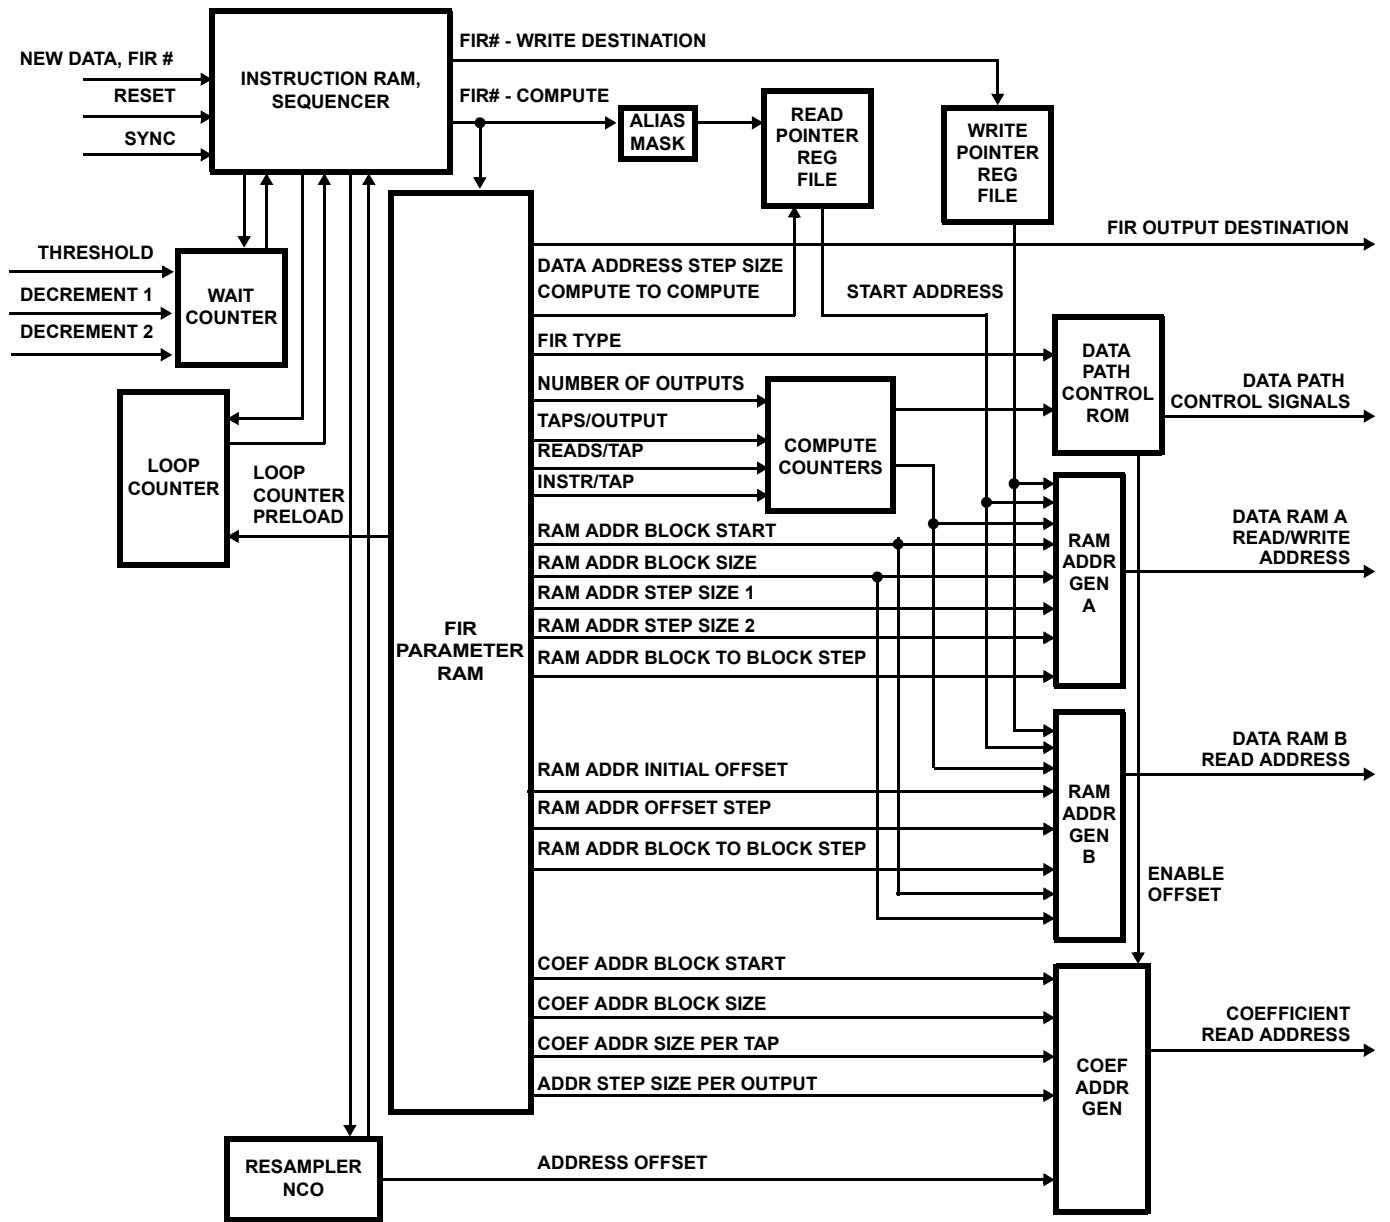 NEW DATA, FIR #
RESET
SYNC
INSTRUCTION RAM,
SEQUENCER
FIR# - WRITE DESTINATION
FIR# - COMPUTE
ALIAS
MASK
READ
POINTER
REG
FILE
WRITE
POINTER
REG
FILE
THRESHOLD
DECREMENT 1
DECREMENT 2
WAIT
COUNTER
LOOP
COUNTER
LOOP
COUNTER
PRELOAD
FIR
PARAMETER
RAM
FIR OUTPUT DESTINATION
DATA ADDRESS STEP SIZE
COMPUTE TO COMPUTE
START ADDRESS
FIR TYPE
NUMBER OF OUTPUTS
TAPS/OUTPUT
READS/TAP
INSTR/TAP
COMPUTE
COUNTERS
DATA
PATH
CONTROL
ROM
DATA PATH
CONTROL SIGNALS
RAM ADDR BLOCK START
RAM ADDR BLOCK SIZE
RAM ADDR STEP SIZE 1
RAM ADDR STEP SIZE 2
RAM ADDR BLOCK TO BLOCK STEP
RAM
ADDR
GEN
A
DATA RAM A
READ/WRITE
ADDRESS
RAM ADDR INITIAL OFFSET
RAM ADDR OFFSET STEP
RAM ADDR BLOCK TO BLOCK STEP
RAM
ADDR
GEN
B
DATA RAM B
READ ADDRESS
ENABLE
OFFSET
COEF ADDR BLOCK START
COEF ADDR BLOCK SIZE
COEF ADDR SIZE PER TAP
ADDR STEP SIZE PER OUTPUT
COEF
ADDR
GEN
COEFFICIENT
READ ADDRESS
RESAMPLER
NCO
ADDRESS OFFSET